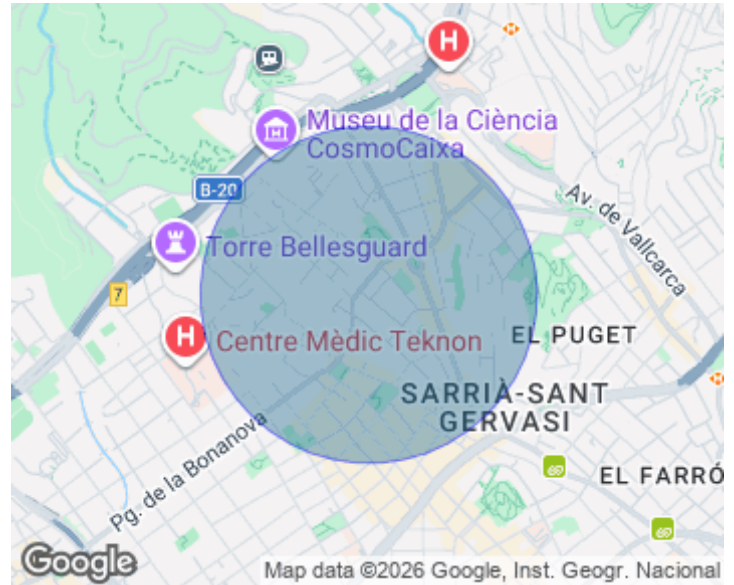 H
Museu de la Ciència
CosmoCaixa
B-20
Av. de Vallcarca
Torre Bellesguard
7
H
Centre Mèdic Teknon
EL PUGET
SARRIÀ-SANT
GERVASI
Pg. de la Bonanova
EL FARRÓ
Google
Map data ©2026 Google, Inst. Geogr. Nacional